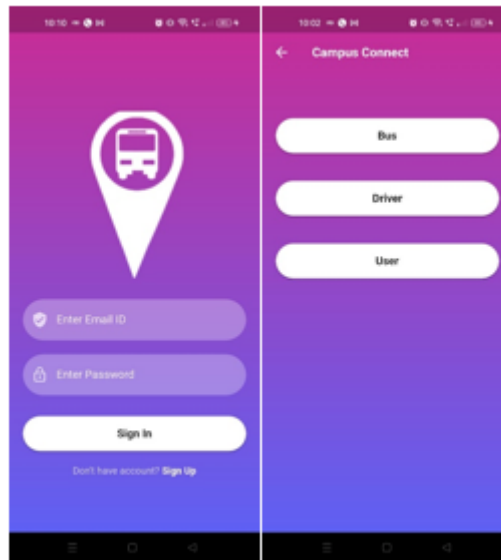 10:10
Enter Email ID
Enter Password
Sign In
Don't have account? Sign Up
10:02
Campus Connect
Bus
Driver
User